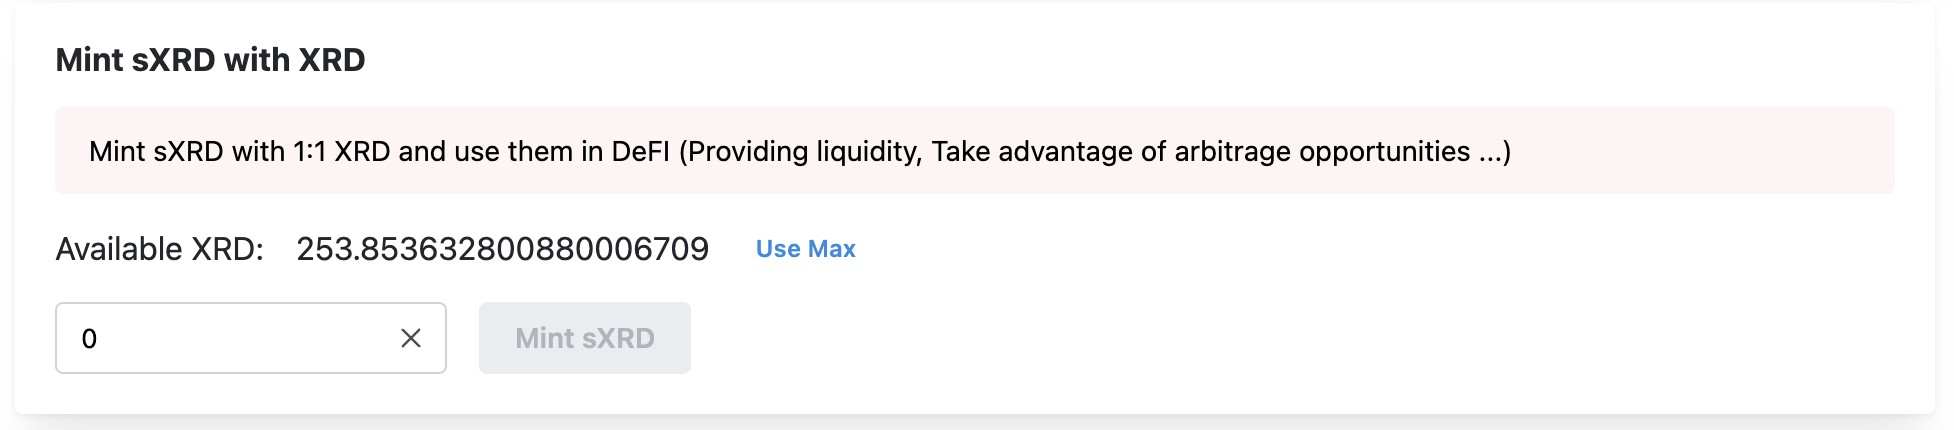 Mint sXRD with XRD
Mint sXRD with 1:1 XRD and use them in DeFI (Providing liquidity, Take advantage of arbitrage opportunities ...)
Available XRD: 253.853632800880006709 Use Max
0 Mint sXRD